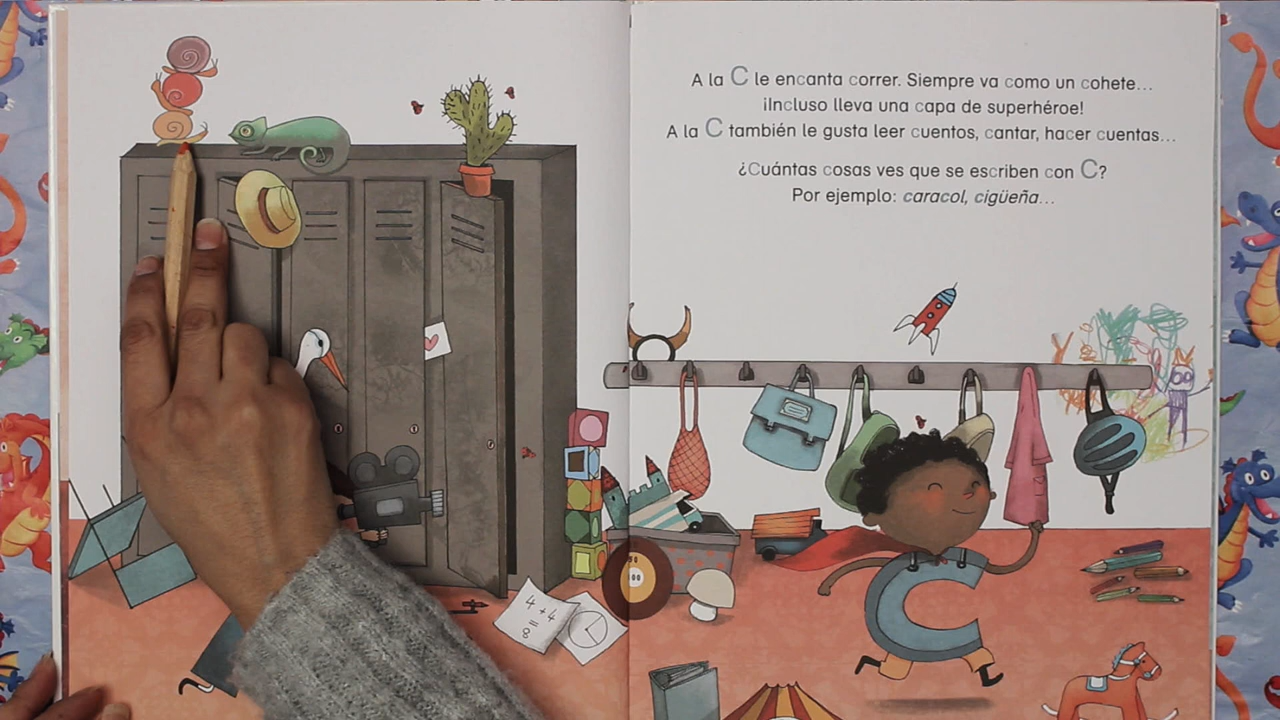 A la C le encanta correr. Siempre va como un cohete...
¡Incluso lleva una capa de superhéroe!
A la C también le gusta leer cuentos, cantar, hacer cuentas...
¿Cuántas cosas ves que se escriben con C?
Por ejemplo: caracol, cigüeña...
4 + 4
=
8
C